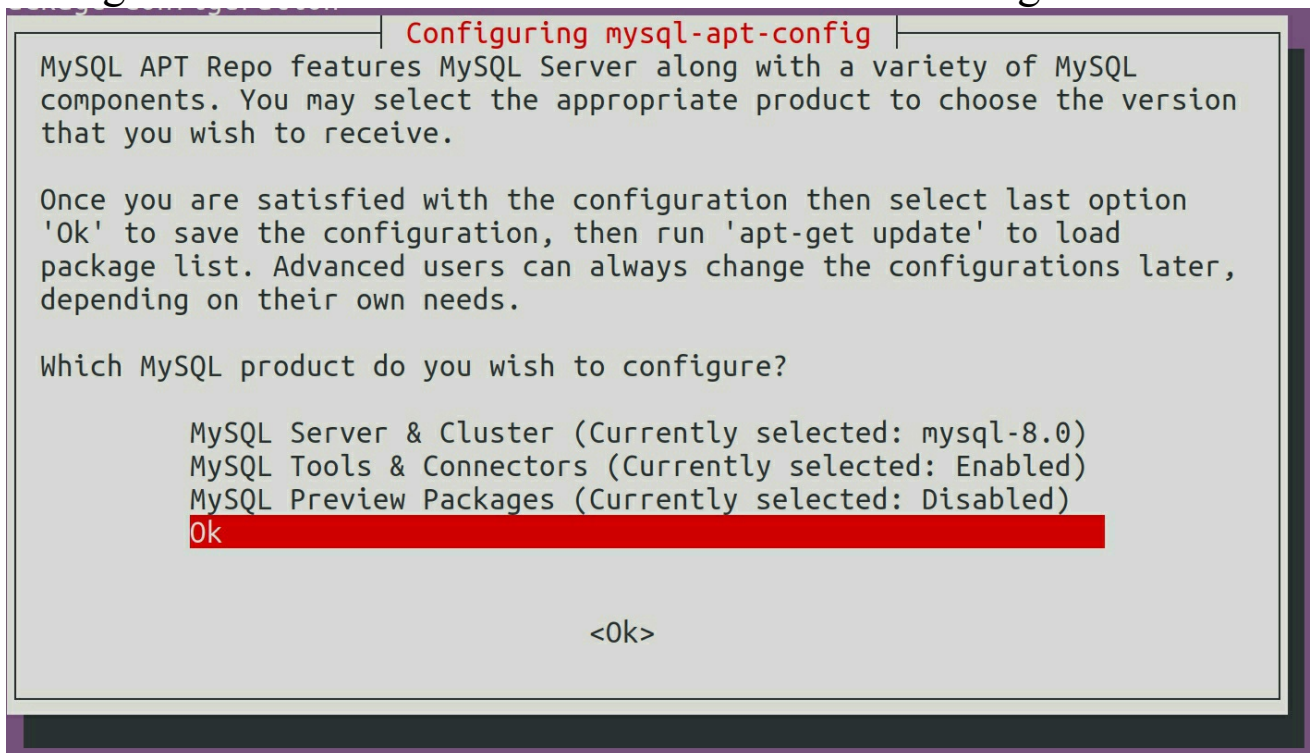 Configuring mysql-apt-config
MySQL APT Repo features MySQL Server along with a variety of MySQL
components. You may select the appropriate product to choose the version
that you wish to receive.
Once you are satisfied with the configuration then select last option
'Ok' to save the configuration, then run 'apt-get update' to load
package list. Advanced users can always change the configurations later,
depending on their own needs.
Which MySQL product do you wish to configure?
MySQL Server & Cluster (Currently selected: mysql-8.0)
MySQL Tools & Connectors (Currently selected: Enabled)
MySQL Preview Packages (Currently selected: Disabled)
Ok
<Ok>